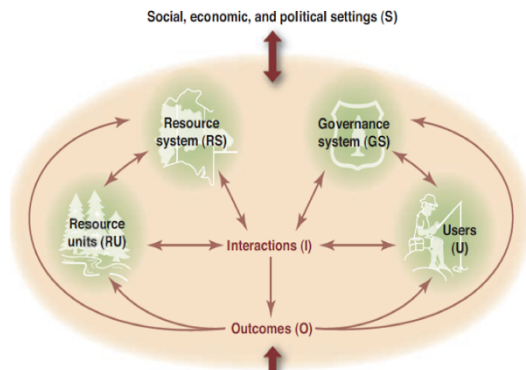 Social, economic, and political settings (S)
Resource
system (RS)
Governance
system (GS)
Resource
units (RU)
Interactions (I)
Users
(U)
Outcomes (O)